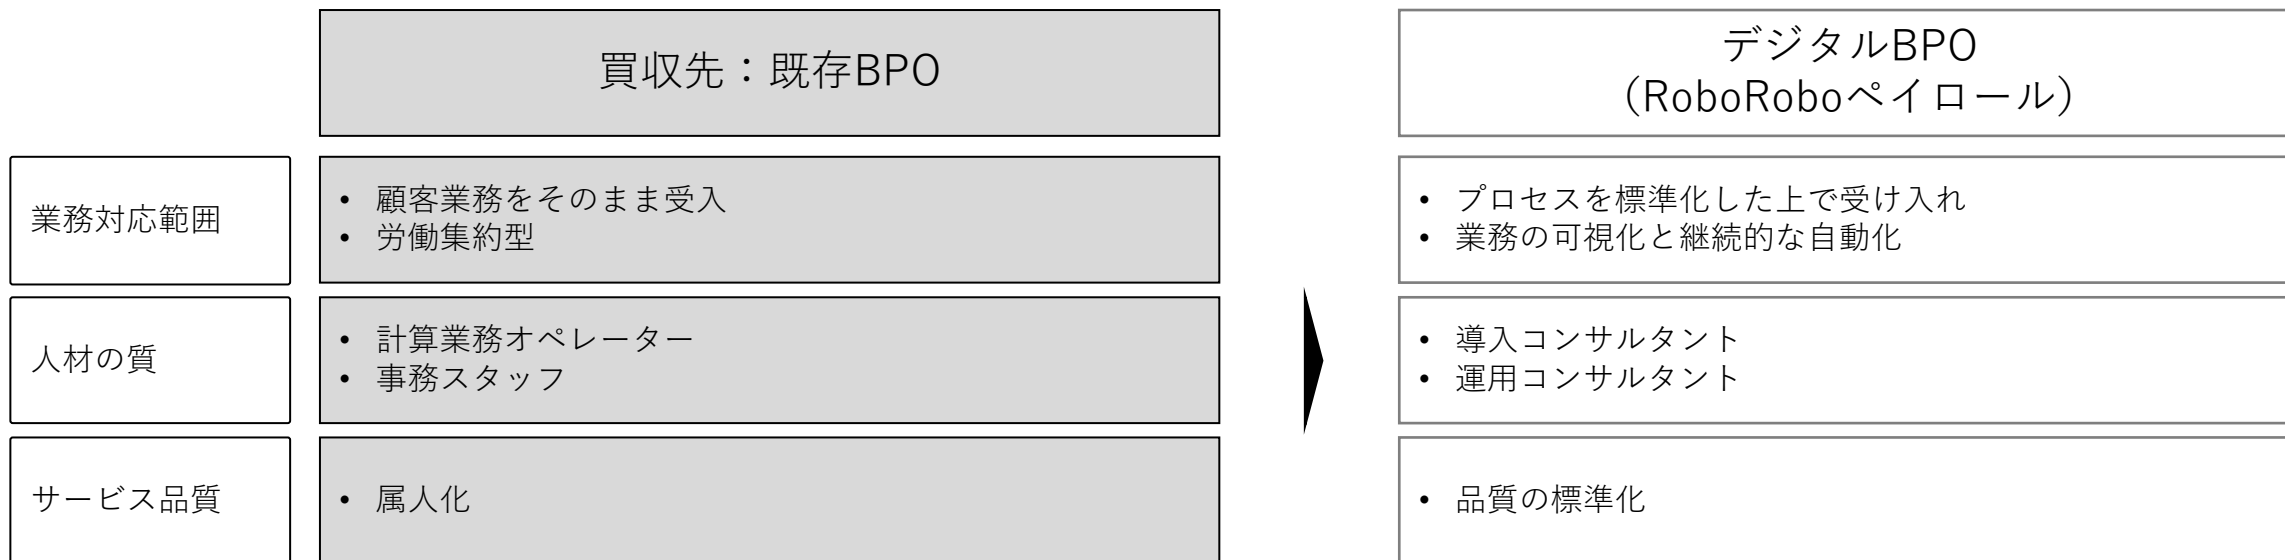 買収先：既存BPO
デジタルBPO
（RoboRoboペイロール）
業務対応範囲
• 顧客業務をそのまま受入
• 労働集約型
• プロセスを標準化した上で受け入れ
• 業務の可視化と継続的な自動化
人材の質
• 計算業務オペレーター
• 事務スタッフ
• 導入コンサルタント
• 運用コンサルタント
サービス品質
• 属人化
• 品質の標準化